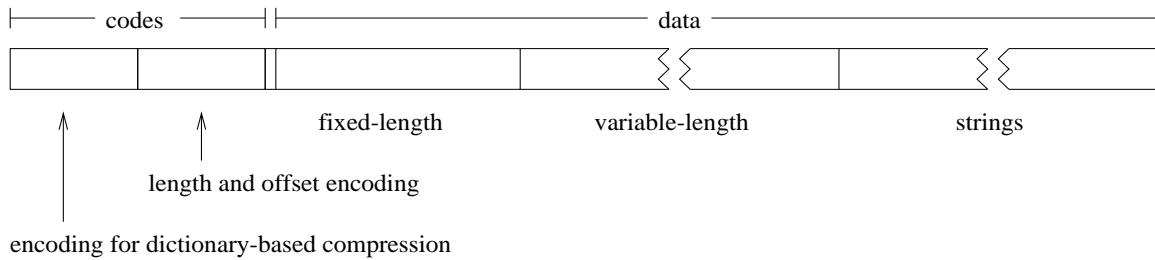 codes
data
fixed-length
variable-length
strings
length and offset encoding
encoding for dictionary-based compression